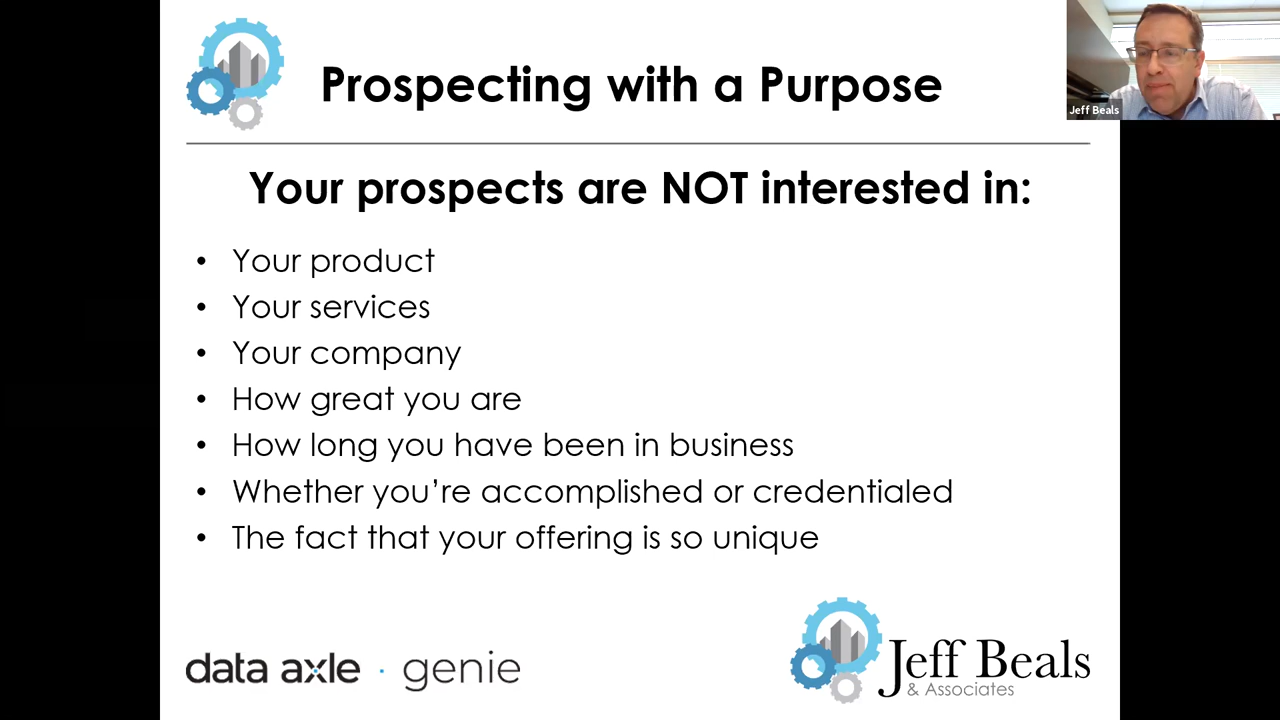 Prospecting with a Purpose
Jeff Beals
Your prospects are NOT interested in:
• Your product
• Your services
• Your company
• How great you are
• How long you have been in business
• Whether you’re accomplished or credentialed
• The fact that your offering is so unique
data axle · genie
Jeff Beals
& Associates